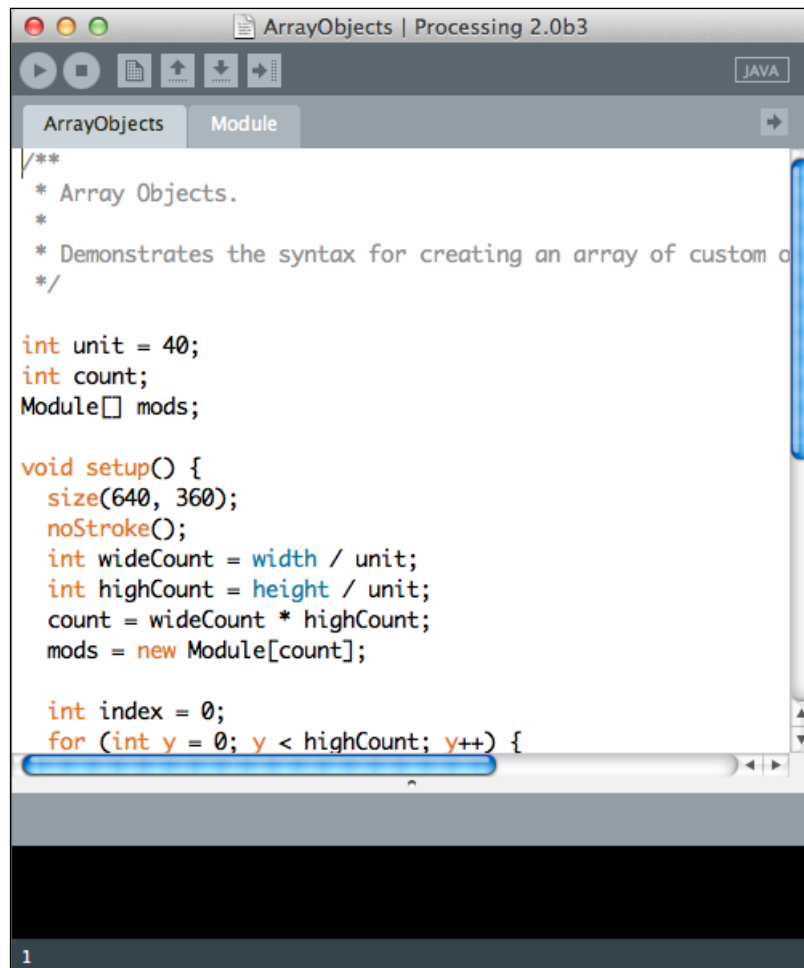 ArrayObjects | Processing 2.0b3
JAVA
ArrayObjects Module
/**
 * Array Objects.
 *
 * Demonstrates the syntax for creating an array of custom o
 */
int unit = 40;
int count;
Module[] mods;
void setup() {
  size(640, 360);
  noStroke();
  int wideCount = width / unit;
  int highCount = height / unit;
  count = wideCount * highCount;
  mods = new Module[count];
  int index = 0;
  for (int y = 0; y < highCount; y++) {
1